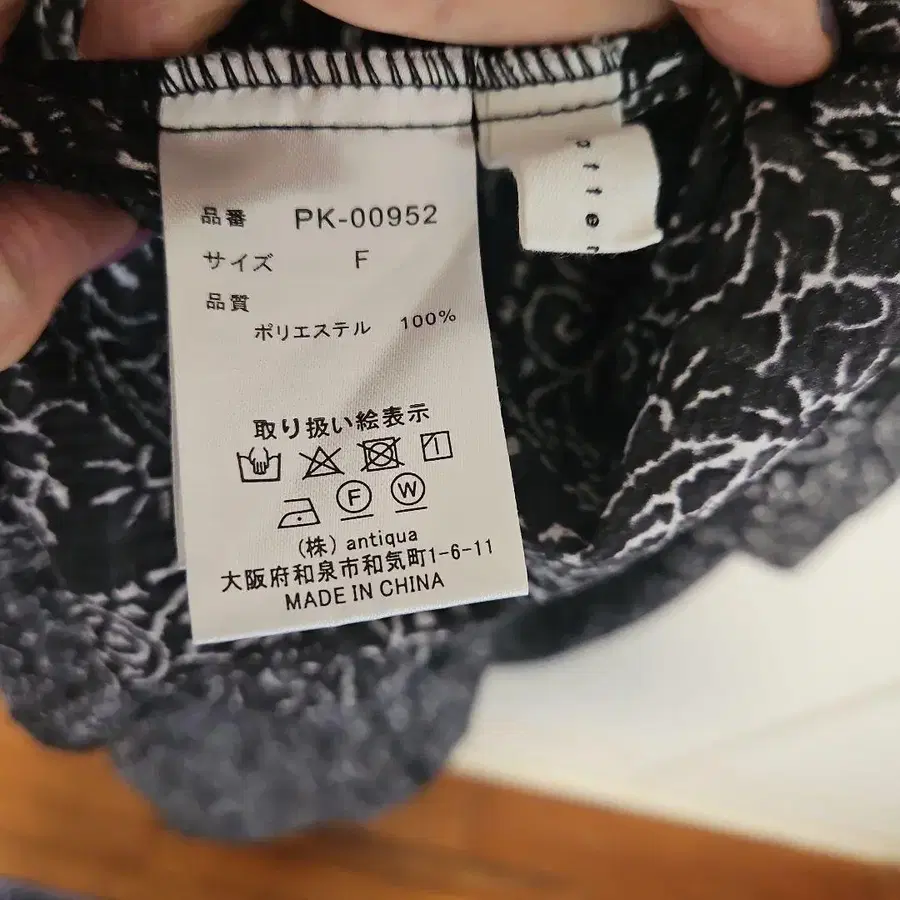 品番 PK-00952
サイズ F
品質
ポリエステル 100%
取り扱い絵表示
F W
(株) antiqua
大阪府和泉市和気町1-6-11
MADE IN CHINA